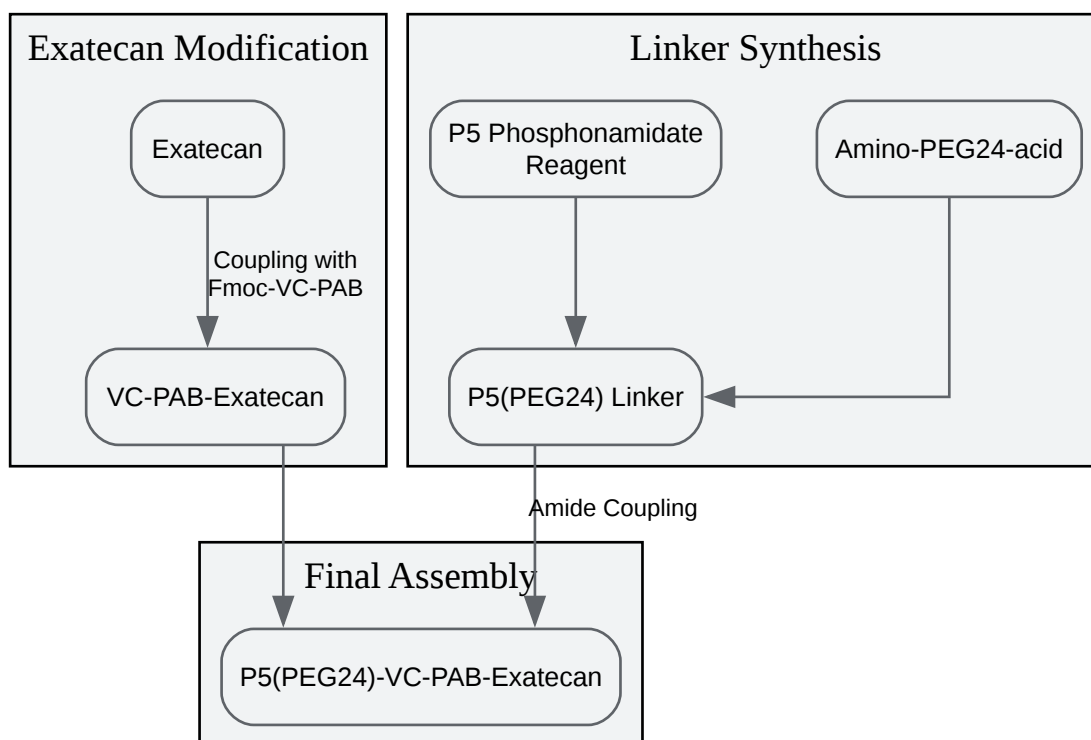 Exatecan Modification
Exatecan
Coupling with
Fmoc-VC-PAB
VC-PAB-Exatecan
Linker Synthesis
P5 Phosphonamidate
Reagent
Amino-PEG24-acid
P5(PEG24) Linker
Amide Coupling
Final Assembly
P5(PEG24)-VC-PAB-Exatecan